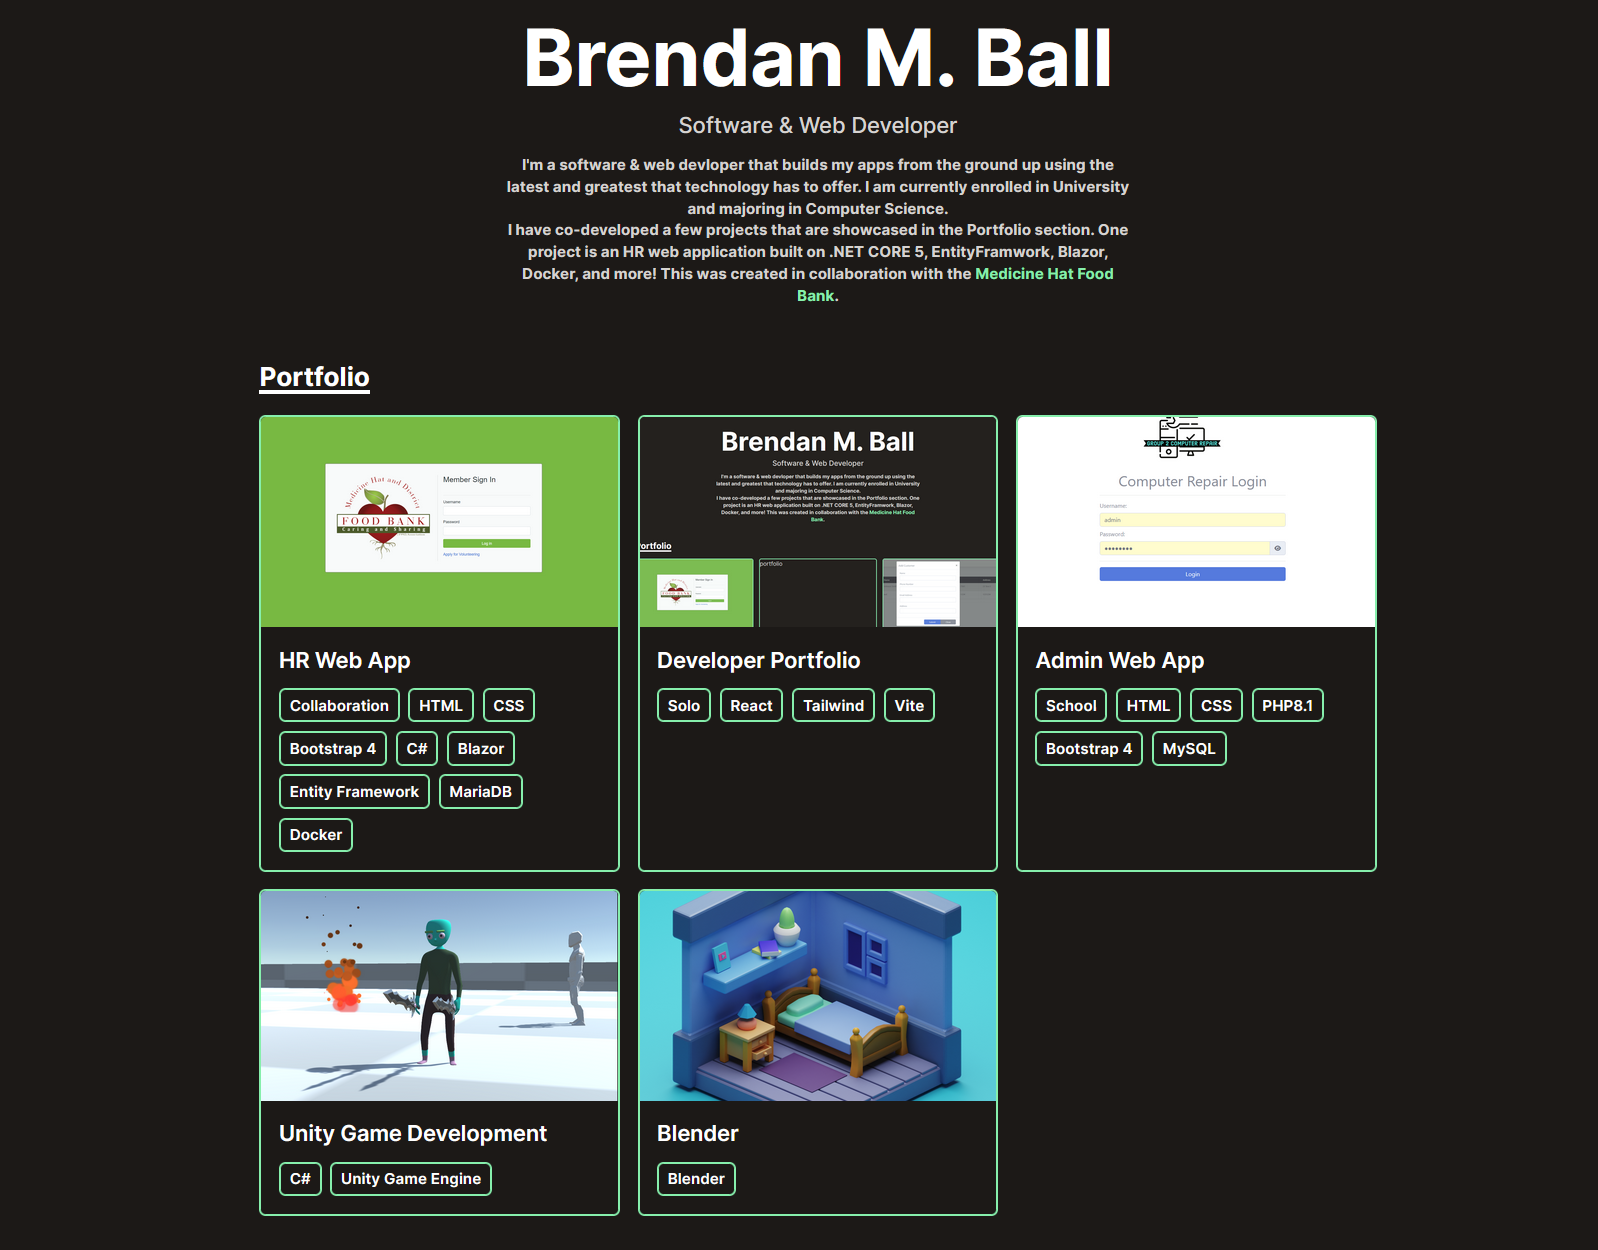 Brendan M. Ball
Software & Web Developer
I'm a software & web devloper that builds my apps from the ground up using the
latest and greatest that technology has to offer. I am currently enrolled in University
and majoring in Computer Science.
I have co-developed a few projects that are showcased in the Portfolio section. One
project is an HR web application built on .NET CORE 5, EntityFramwork, Blazor,
Docker, and more! This was created in collaboration with the Medicine Hat Food
Bank.
Portfolio
Medicine Hat and District
FOOD BANK
Caring and Sharing
Member Sign In
Username
Password
Log in
Apply for Volunteering
HR Web App
Collaboration HTML CSS
Bootstrap 4 C# Blazor
Entity Framework MariaDB
Docker
Brendan M. Ball
Software & Web Developer
I'm a software & web devloper that builds my apps from the ground up using the
latest and greatest that technology has to offer. I am currently enrolled in University
and majoring in Computer Science.
I have co-developed a few projects that are showcased in the Portfolio section. One
project is an HR web application built on .NET CORE 5, EntityFramwork, Blazor,
Docker, and more! This was created in collaboration with the Medicine Hat Food
Bank.
ortfolio
portfolio
Developer Portfolio
Solo React Tailwind Vite
GROUP 2 COMPUTER REPAIR
Computer Repair Login
Username:
admin
Password:
Login
Admin Web App
School HTML CSS PHP8.1
Bootstrap 4 MySQL
Unity Game Development
C# Unity Game Engine
Blender
Blender